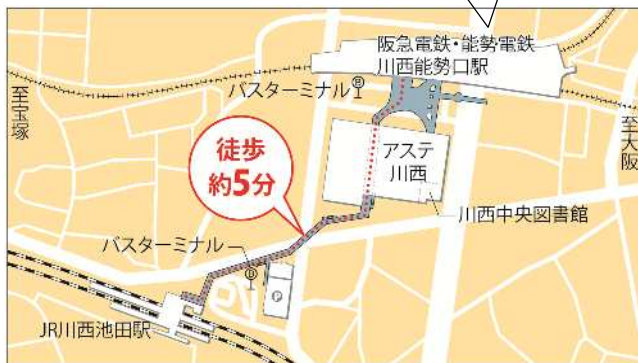 阪急電鉄・能勢電鉄
川西能勢口駅
バスターミナル
至宝塚
至大阪
徒歩
約5分
アステ
川西
川西中央図書館
バスターミナル
P
JR川西池田駅